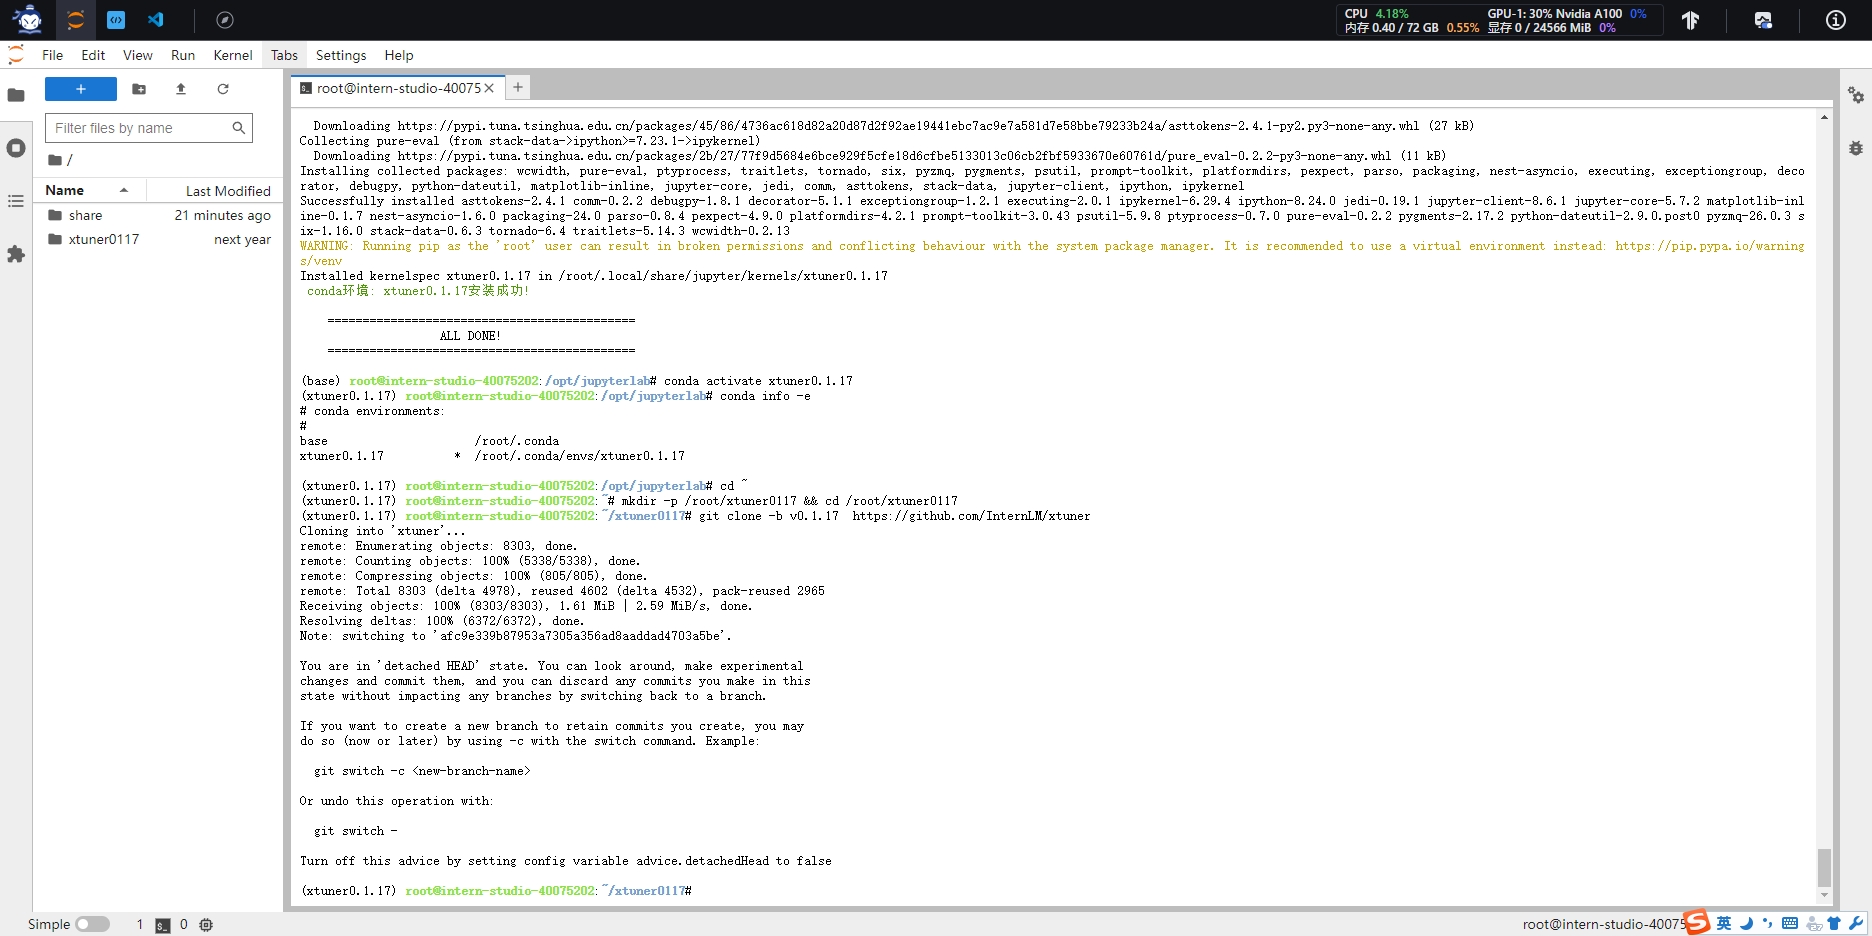 CPU 4.18% GPU-1: 30% Nvidia A100 0%
内存 0.40 / 72 GB 0.55% 显存 0 / 24566 MiB 0%
File Edit View Run Kernel Tabs Settings Help
root@intern-studio-40075
Filter files by name
/
Name Last Modified
share 21 minutes ago
xtuner0117 next year
Downloading https://pypi.tuna.tsinghua.edu.cn/packages/45/86/4736ac618d82a20d87d2f92ae19441ebc7ac9e7a581d7e58bbe79233b24a/asttokens-2.4.1-py2.py3-none-any.whl (27 kB)
Collecting pure-eval (from stack-data->ipython>=7.23.1->ipykernel)
Downloading https://pypi.tuna.tsinghua.edu.cn/packages/2b/27/77f9d5684e6bce929f5cfe18d6cfbe5133013c06cb2fbf5933670e60761d/pure_eval-0.2.2-py3-none-any.whl (11 kB)
Installing collected packages: wcwidth, pure-eval, ptyprocess, traitlets, tornado, six, pyzmq, pygments, psutil, prompt-toolkit, platformdirs, pexpect, parso, packaging, nest-asyncio, executing, exceptiongroup, deco
rator, debugpy, python-dateutil, matplotlib-inline, jupyter-core, jedi, comm, asttokens, stack-data, jupyter-client, ipython, ipykernel
Successfully installed asttokens-2.4.1 comm-0.2.2 debugpy-1.8.1 decorator-5.1.1 exceptiongroup-1.2.1 executing-2.0.1 ipykernel-6.29.4 ipython-8.24.0 jedi-0.19.1 jupyter-client-8.6.1 jupyter-core-5.7.2 matplotlib-inl
ine-0.1.7 nest-asyncio-1.6.0 packaging-24.0 parso-0.8.4 pexpect-4.9.0 platformdirs-4.2.1 prompt-toolkit-3.0.43 psutil-5.9.8 ptyprocess-0.7.0 pure-eval-0.2.2 pygments-2.17.2 python-dateutil-2.9.0.post0 pyzmq-26.0.3 s
ix-1.16.0 stack-data-0.6.3 tornado-6.4 traitlets-5.14.3 wcwidth-0.2.13
WARNING: Running pip as the 'root' user can result in broken permissions and conflicting behaviour with the system package manager. It is recommended to use a virtual environment instead: https://pip.pypa.io/warning
s/venv
Installed kernelspec xtuner0.1.17 in /root/.local/share/jupyter/kernels/xtuner0.1.17
conda环境: xtuner0.1.17安装成功!
============================================
ALL DONE!
============================================
(base) root@intern-studio-40075202:/opt/jupyterlab# conda activate xtuner0.1.17
(xtuner0.1.17) root@intern-studio-40075202:/opt/jupyterlab# conda info -e
# conda environments:
#
base /root/.conda
xtuner0.1.17 * /root/.conda/envs/xtuner0.1.17
(xtuner0.1.17) root@intern-studio-40075202:/opt/jupyterlab# cd ~
(xtuner0.1.17) root@intern-studio-40075202:~# mkdir -p /root/xtuner0117 && cd /root/xtuner0117
(xtuner0.1.17) root@intern-studio-40075202:~/xtuner0117# git clone -b v0.1.17  https://github.com/InternLM/xtuner
Cloning into 'xtuner'...
remote: Enumerating objects: 8303, done.
remote: Counting objects: 100% (5338/5338), done.
remote: Compressing objects: 100% (805/805), done.
remote: Total 8303 (delta 4978), reused 4602 (delta 4532), pack-reused 2965
Receiving objects: 100% (8303/8303), 1.61 MiB | 2.59 MiB/s, done.
Resolving deltas: 100% (6372/6372), done.
Note: switching to 'afc9e339b87953a7305a356ad8aaddad4703a5be'.
You are in 'detached HEAD' state. You can look around, make experimental
changes and commit them, and you can discard any commits you make in this
state without impacting any branches by switching back to a branch.
If you want to create a new branch to retain commits you create, you may
do so (now or later) by using -c with the switch command. Example:
git switch -c <new-branch-name>
Or undo this operation with:
git switch -
Turn off this advice by setting config variable advice.detachedHead to false
(xtuner0.1.17) root@intern-studio-40075202:~/xtuner0117#
Simple 1 0
root@intern-studio-40075
英